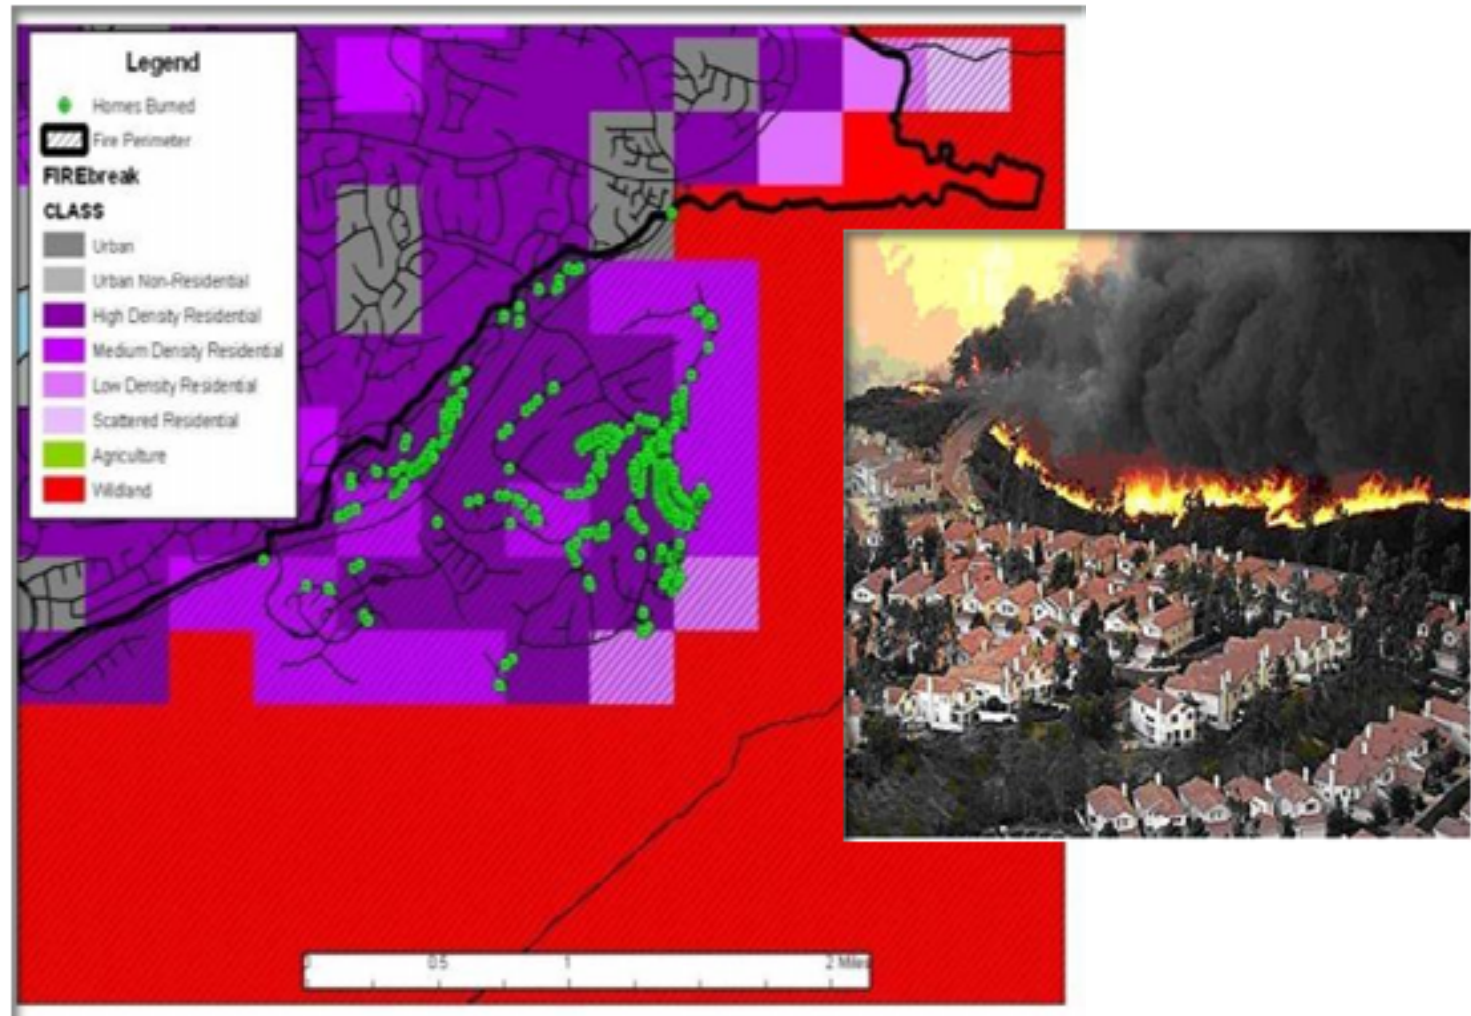 Legend
Homes Burned
Fire Perimeter
FIREbreak
CLASS
Urban
Urban Non-Residential
High Density Residential
Medium Density Residential
Low Density Residential
Scattered Residential
Agriculture
Wildland
0 0.5 1 2 Miles